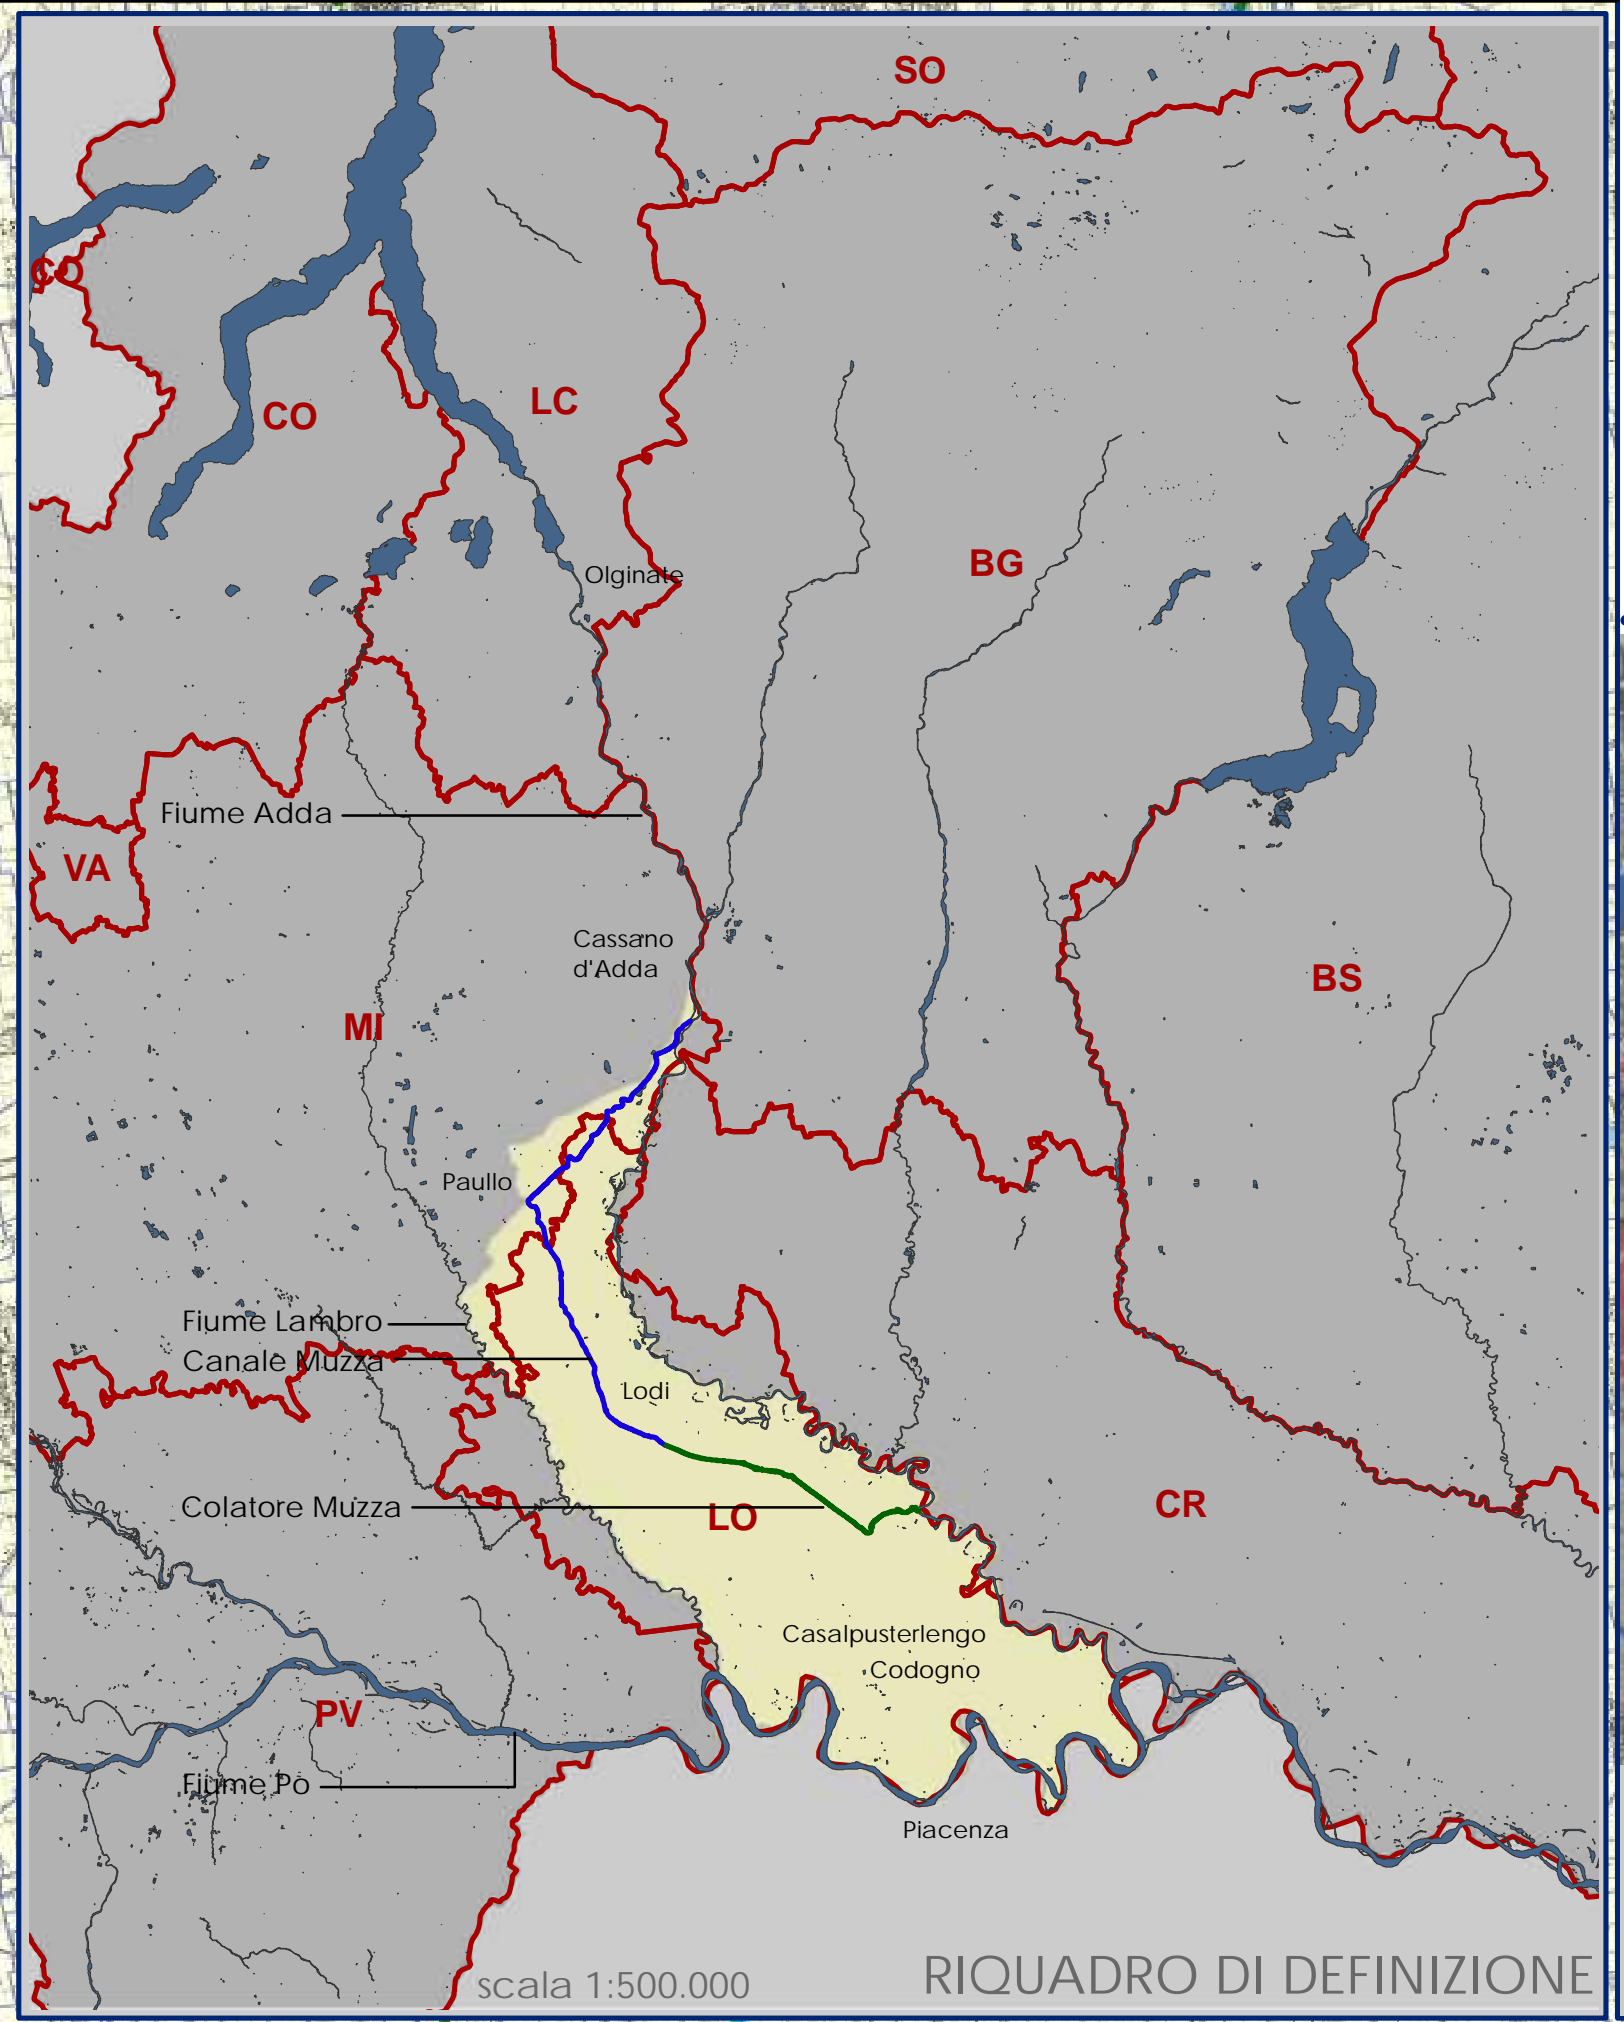 SO
CO
CO
LC
BG
Olginate
Fiume Adda
VA
Cassano
d'Adda
BS
MI
Paullo
Fiume Lambro
Canale Muzza
Lodi
Colatore Muzza
LO
CR
Casalpusterlengo
Codogno
PV
Fiume Po
Piacenza
scala 1:500.000
RIQUADRO DI DEFINIZIONE